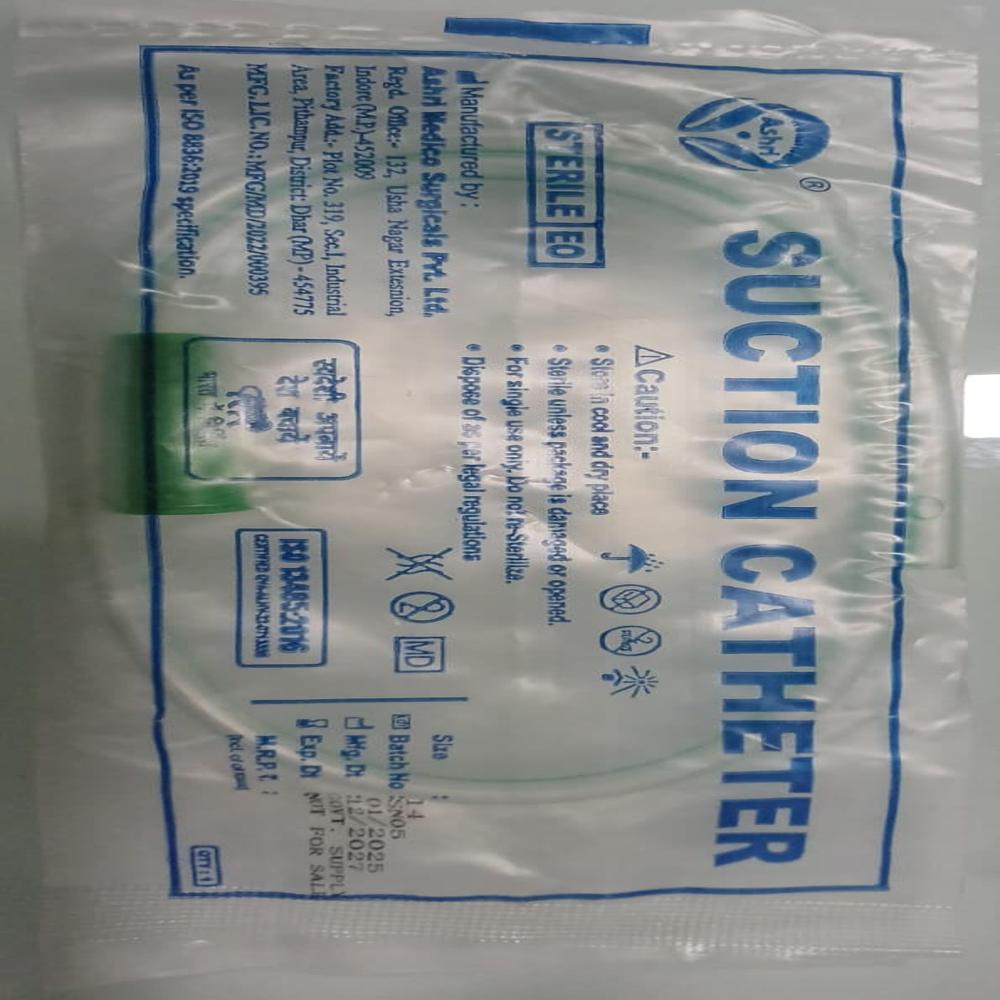 Ashri
®
SUCTION CATHETER
STERILE EO
Caution:-
• Store in cool and dry place
• Sterile unless package is damaged or opened.
• For single use only. Do not re-Sterilize.
• Dispose of as per legal regulations
Manufactured by :
Ashri Medico Surgicals Pvt. Ltd.
Regd. Office:- 132, Usha Nagar Extension,
Indore (M.P.)-452009
Factory Add.:- Plot No. 319, Sec.I, Industrial
Area, Pithampur, District: Dhar (MP) - 454775
MFG. LIC. NO.: MFG/MD/2022/000395
As per ISO 8836:2019 specification.
2
MD
स्वदेशी अपनायें
देश बचायें
ISO 13485:2016
Size : 14
Batch No SN05
Mfg. Dt 01/2025
Exp. Dt 12/2027
M.R.P. ₹ : GOVT. SUPPLY
NOT FOR SALE
QTY : 1